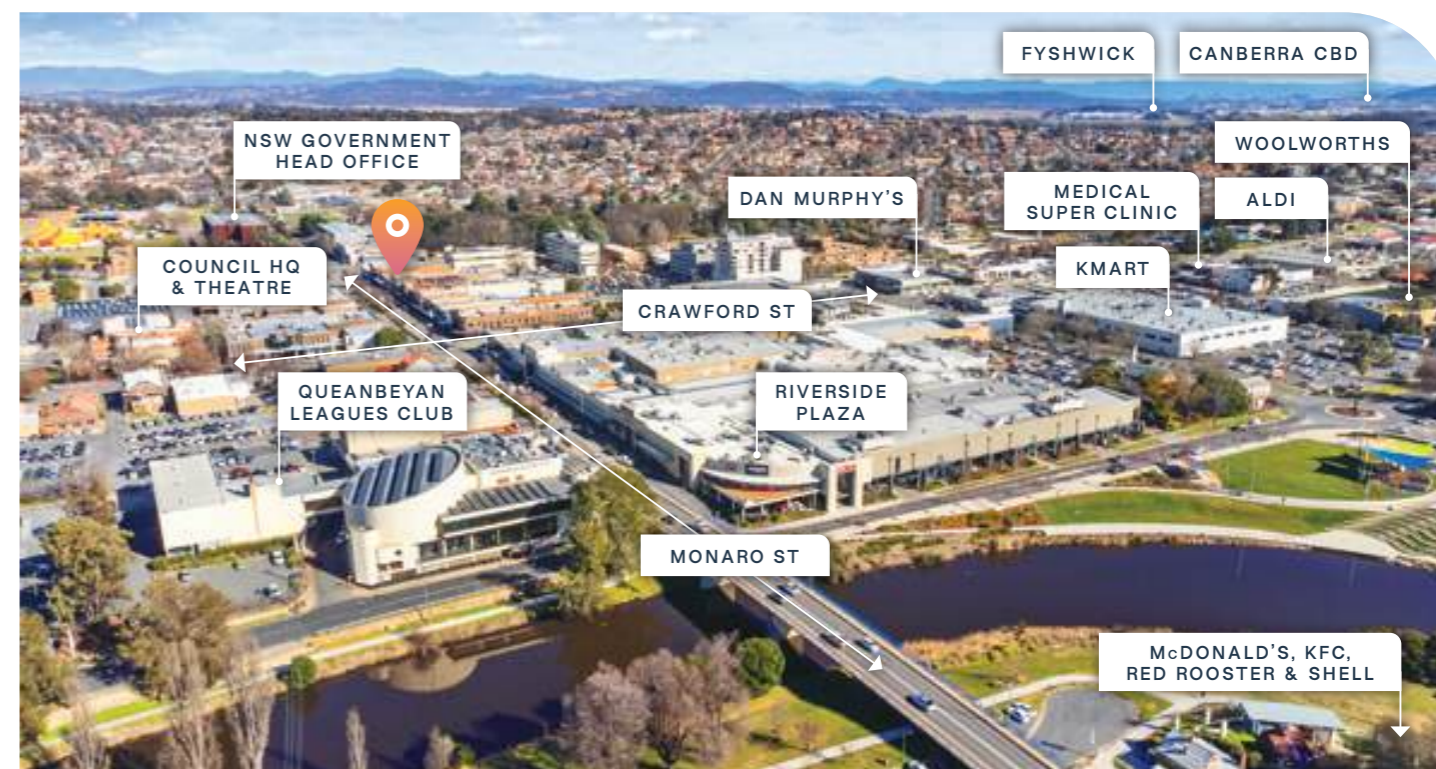 FYSHWICK
CANBERRA CBD
NSW GOVERNMENT
HEAD OFFICE
WOOLWORTHS
DAN MURPHY'S
MEDICAL
SUPER CLINIC
ALDI
COUNCIL HQ
& THEATRE
KMART
CRAWFORD ST
QUEANBEYAN
LEAGUES CLUB
RIVERSIDE
PLAZA
MONARO ST
McDONALD'S, KFC,
RED ROOSTER & SHELL